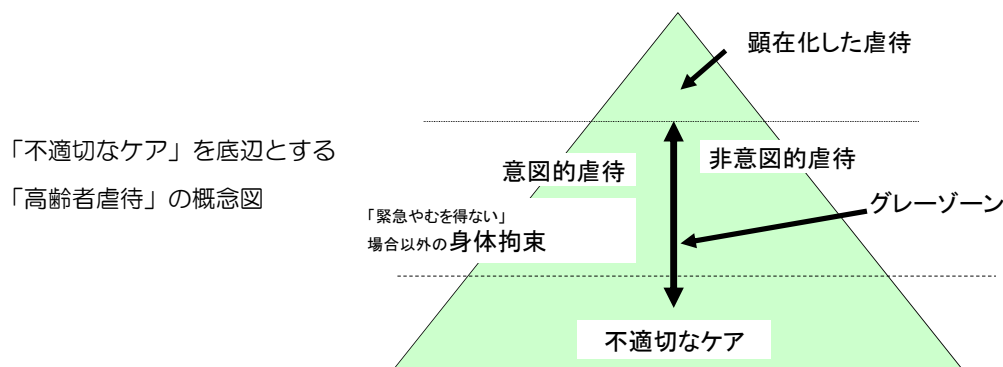 「不適切なケア」を底辺とする
「高齢者虐待」の概念図
顕在化した虐待
意図的虐待
非意図的虐待
「緊急やむを得ない」
場合以外の身体拘束
グレーゾーン
不適切なケア